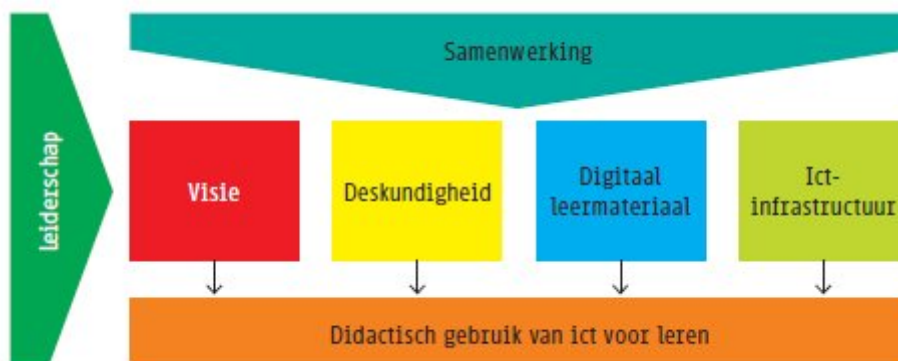 Samenwerking
Leiderschap
Visie
Deskundigheid
Digitaal
leermateriaal
Ict-
infrastructuur
Didactisch gebruik van ict voor leren